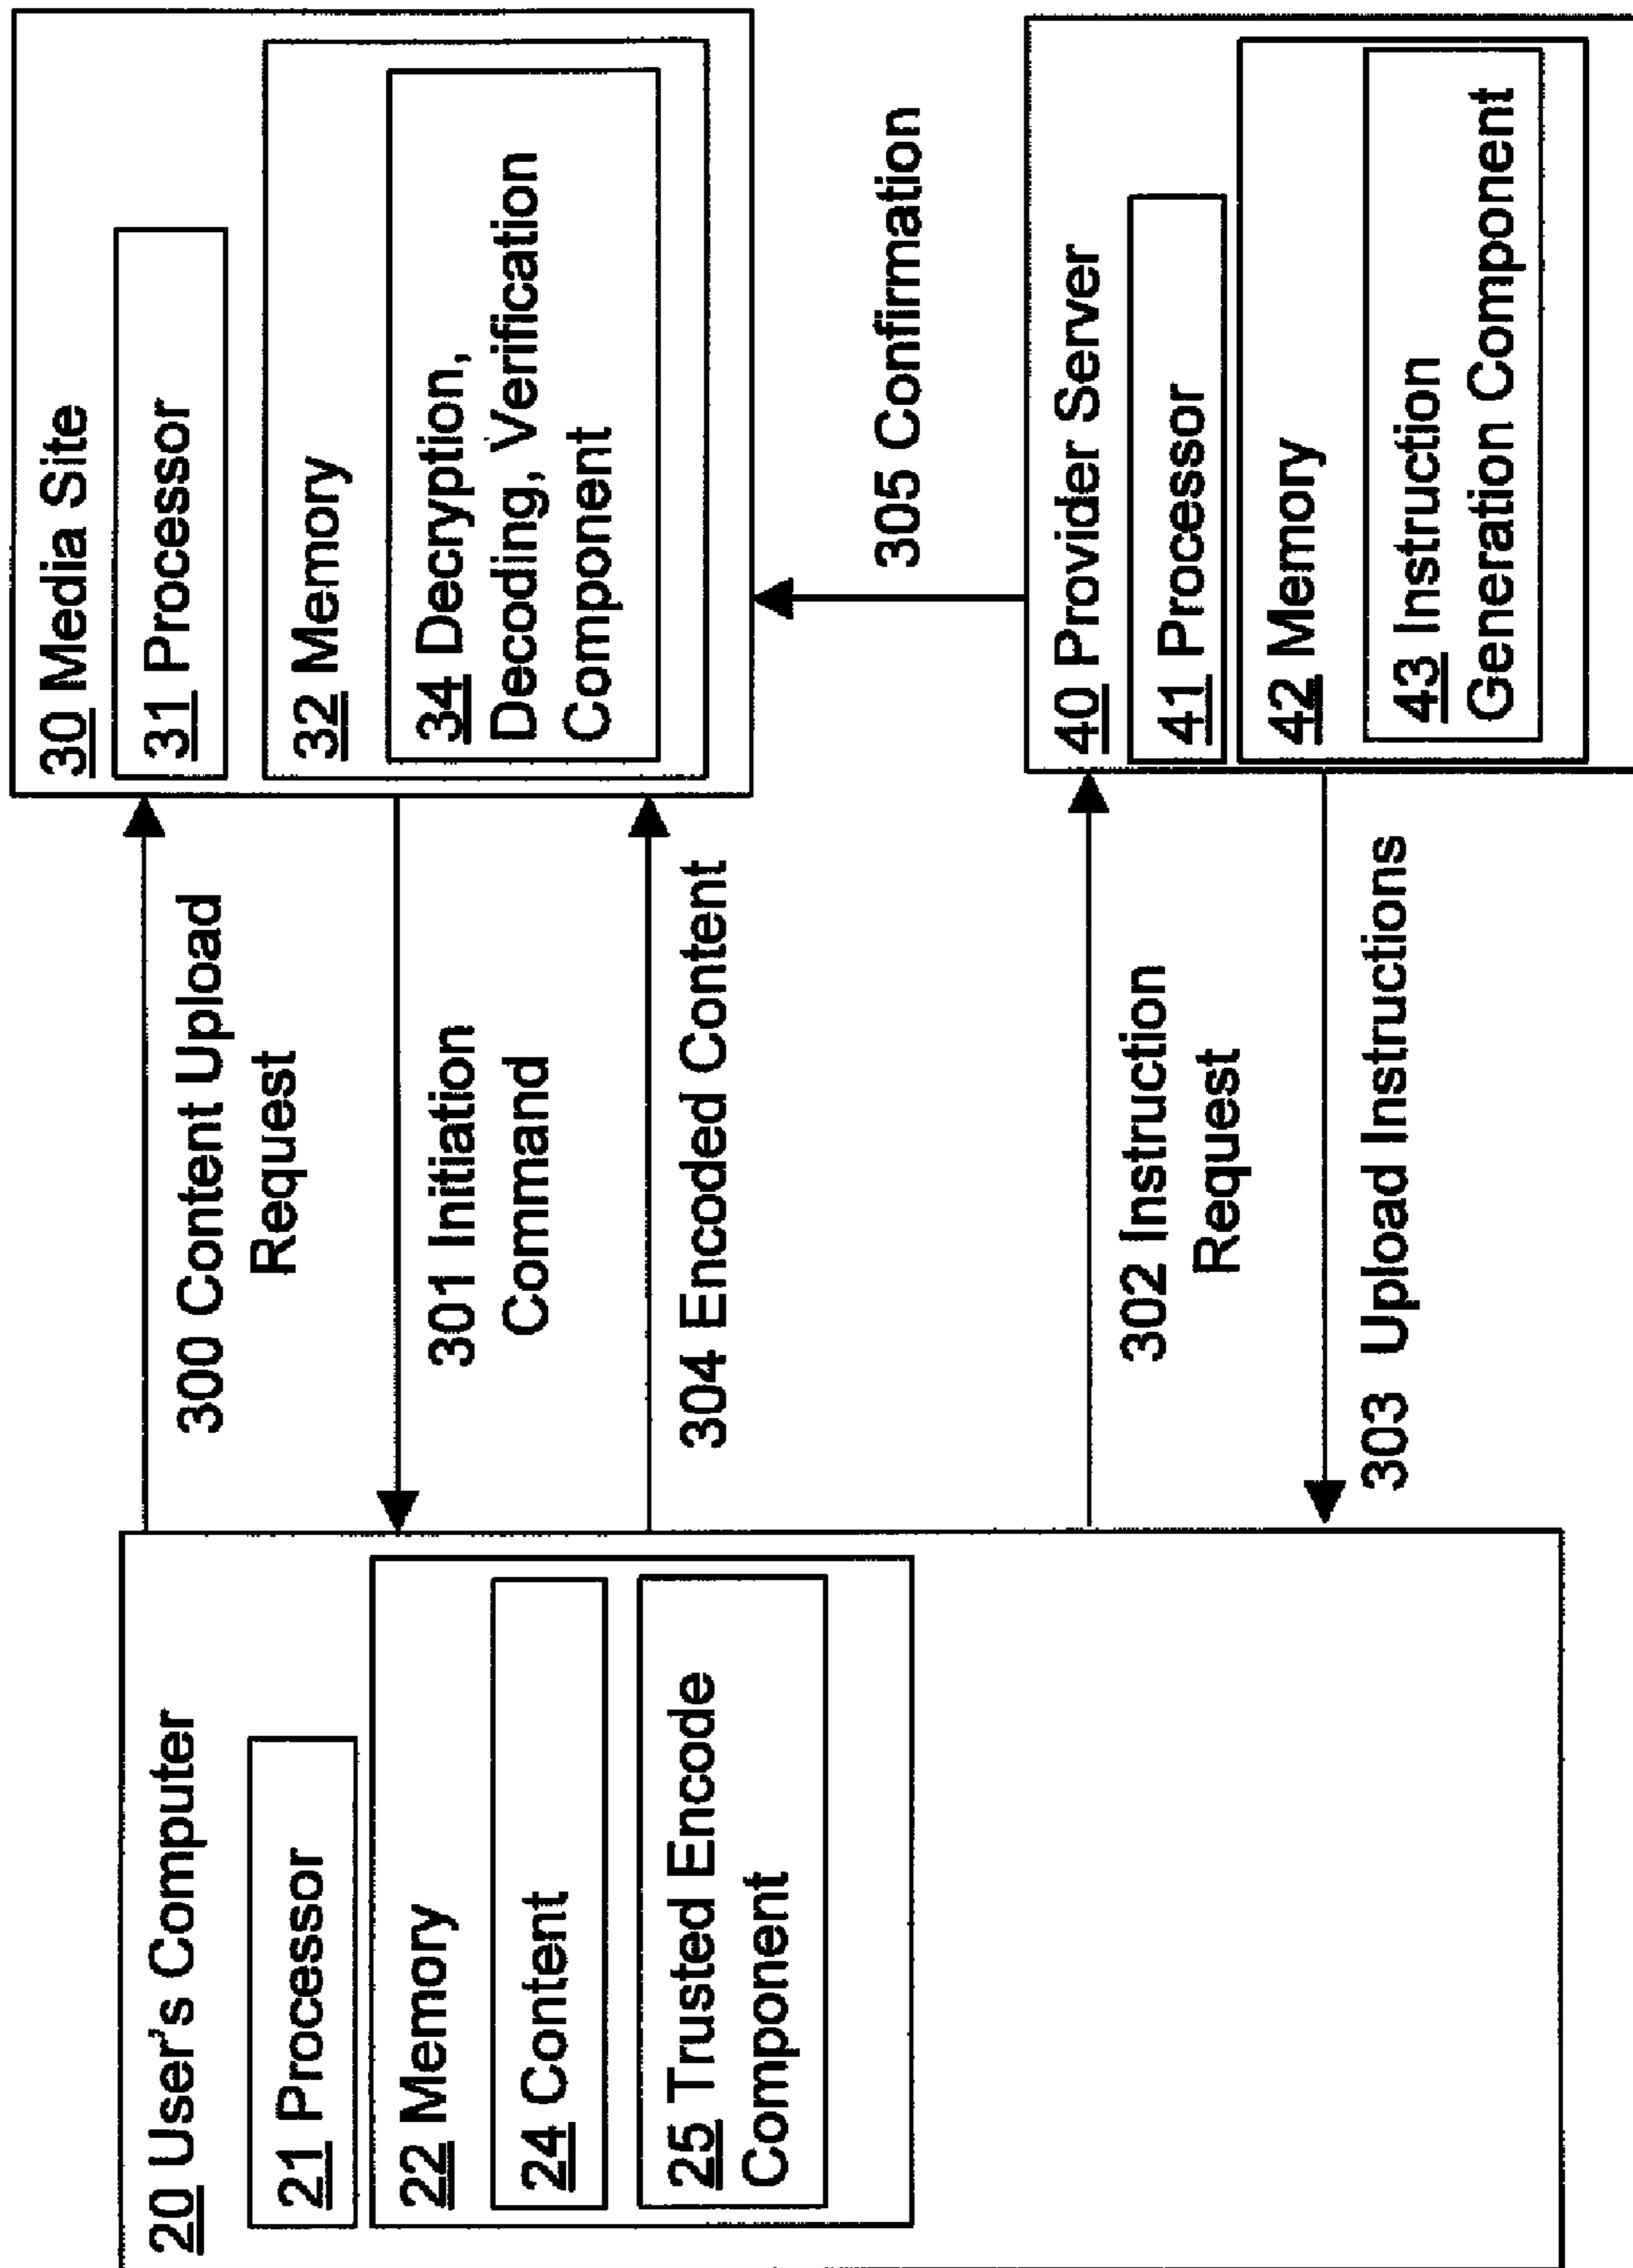 20 User's Computer
21 Processor
22 Memory
24 Content
25 Trusted Encode
Component
300 Content Upload
Request
301 Initiation
Command
304 Encoded Content
302 Instruction
Request
303 Upload Instructions
30 Media Site
31 Processor
32 Memory
34 Decryption,
Decoding, Verification
Component
305 Confirmation
40 Provider Server
41 Processor
42 Memory
43 Instruction
Generation Component